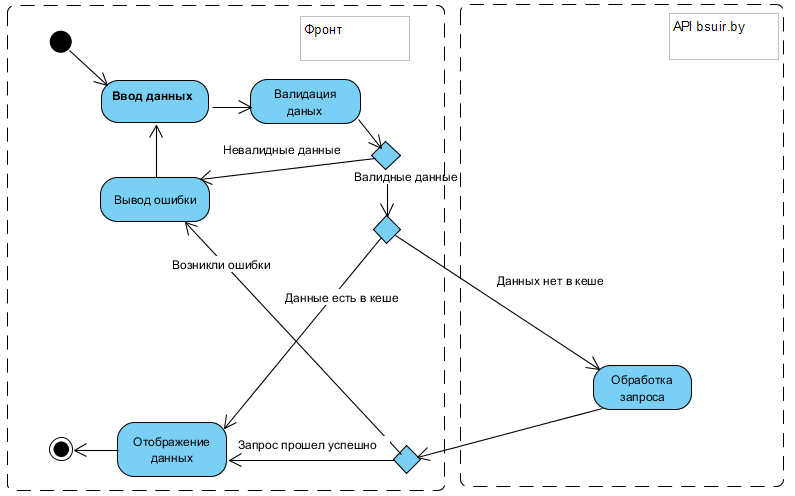 Фронт
API bsuir.by
Ввод данных
Валидация
даных
Невалидные данные
Валидные данные
Вывод ошибки
Возникли ошибки
Данные есть в кеше
Данных нет в кеше
Обработка
запроса
Отображение
данных
Запрос прошел успешно